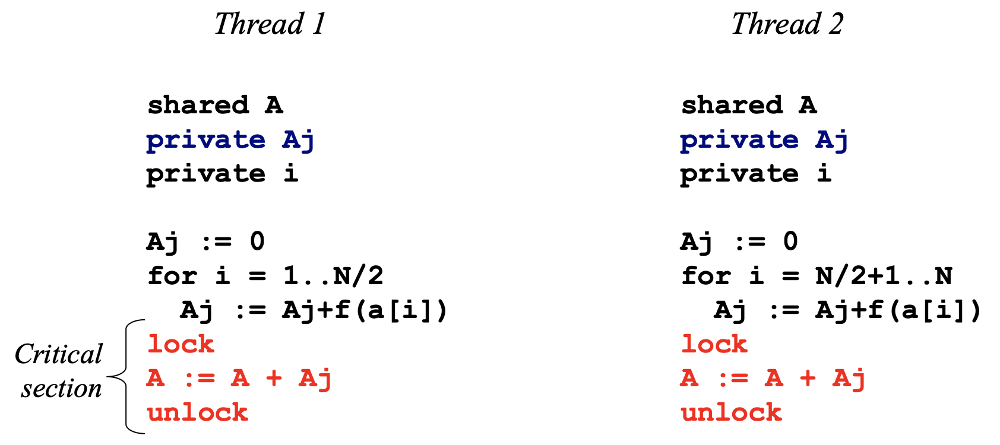 Thread 1
shared A
private Aj
private i
Aj := 0
for i = 1..N/2
Aj := Aj+f(a[i])
Critical
section
lock
A := A + Aj
unlock
Thread 2
shared A
private Aj
private i
Aj := 0
for i = N/2+1..N
Aj := Aj+f(a[i])
lock
A := A + Aj
unlock